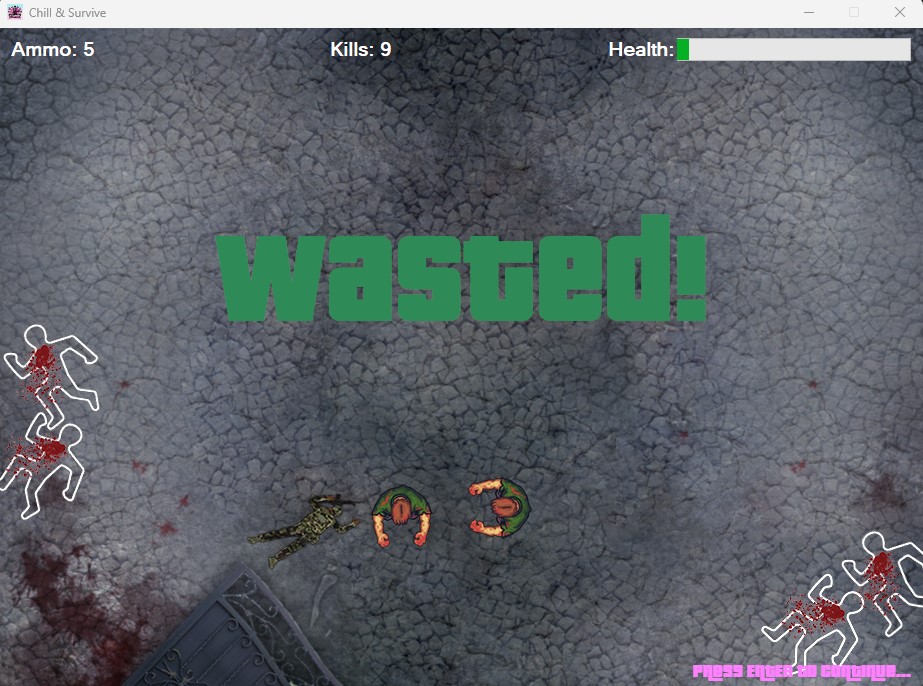 Chill & Survive
Ammo: 5
Kills: 9
Health:
wasted!
Press Enter to continue...